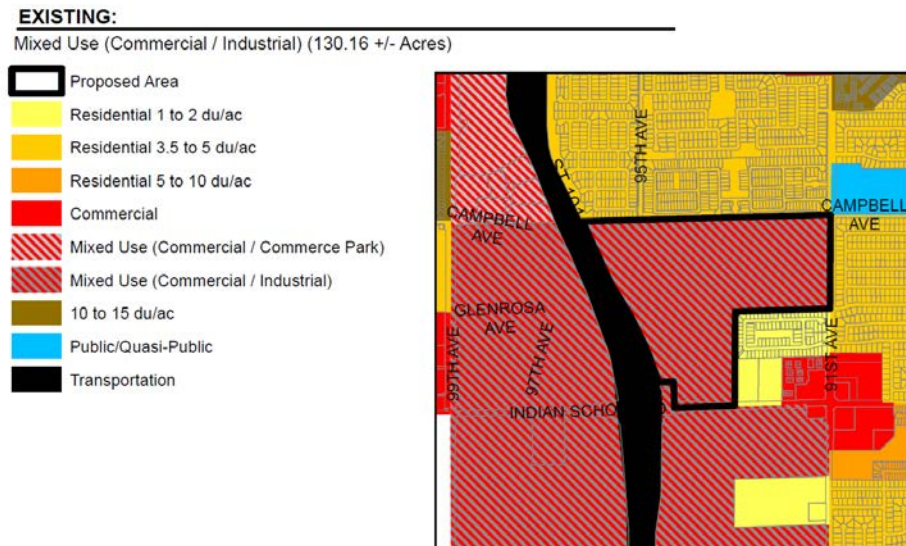 EXISTING:
Mixed Use (Commercial / Industrial) (130.16 +/- Acres)
Proposed Area
Residential 1 to 2 du/ac
Residential 3.5 to 5 du/ac
Residential 5 to 10 du/ac
Commercial
Mixed Use (Commercial / Commerce Park)
Mixed Use (Commercial / Industrial)
10 to 15 du/ac
Public/Quasi-Public
Transportation
95TH AVE
CAMPBELL
AVE
CAMPBELL
AVE
GLENROSA
AVE
99TH AVE
97TH AVE
91ST AVE
INDIAN